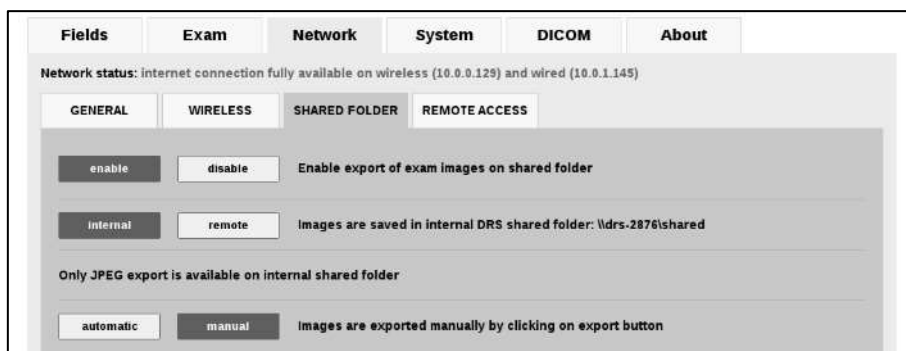 Fields Exam Network System DICOM About
Network status: internet connection fully available on wireless (10.0.0.129) and wired (10.0.1.145)
GENERAL WIRELESS SHARED FOLDER REMOTE ACCESS
enable disable Enable export of exam images on shared folder
internal remote Images are saved in internal DRS shared folder: \\drs-2876\shared
Only JPEG export is available on internal shared folder
automatic manual Images are exported manually by clicking on export button